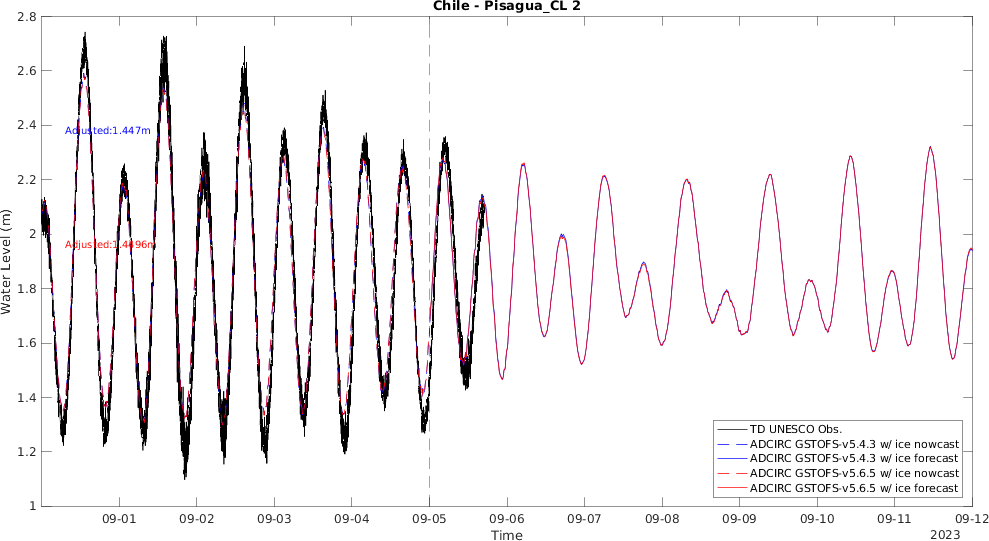 Chile - Pisagua_CL 2
2.8
2.6
2.4
2.2
2
1.8
1.6
1.4
1.2
1
Water Level (m)
Adjusted:1.447m
Adjusted:1.4496m
TD UNESCO Obs.
ADCIRC GSTOFS-v5.4.3 w/ ice nowcast
ADCIRC GSTOFS-v5.4.3 w/ ice forecast
ADCIRC GSTOFS-v5.6.5 w/ ice nowcast
ADCIRC GSTOFS-v5.6.5 w/ ice forecast
09-01 09-02 09-03 09-04 09-05 09-06 09-07 09-08 09-09 09-10 09-11 09-12
Time
2023